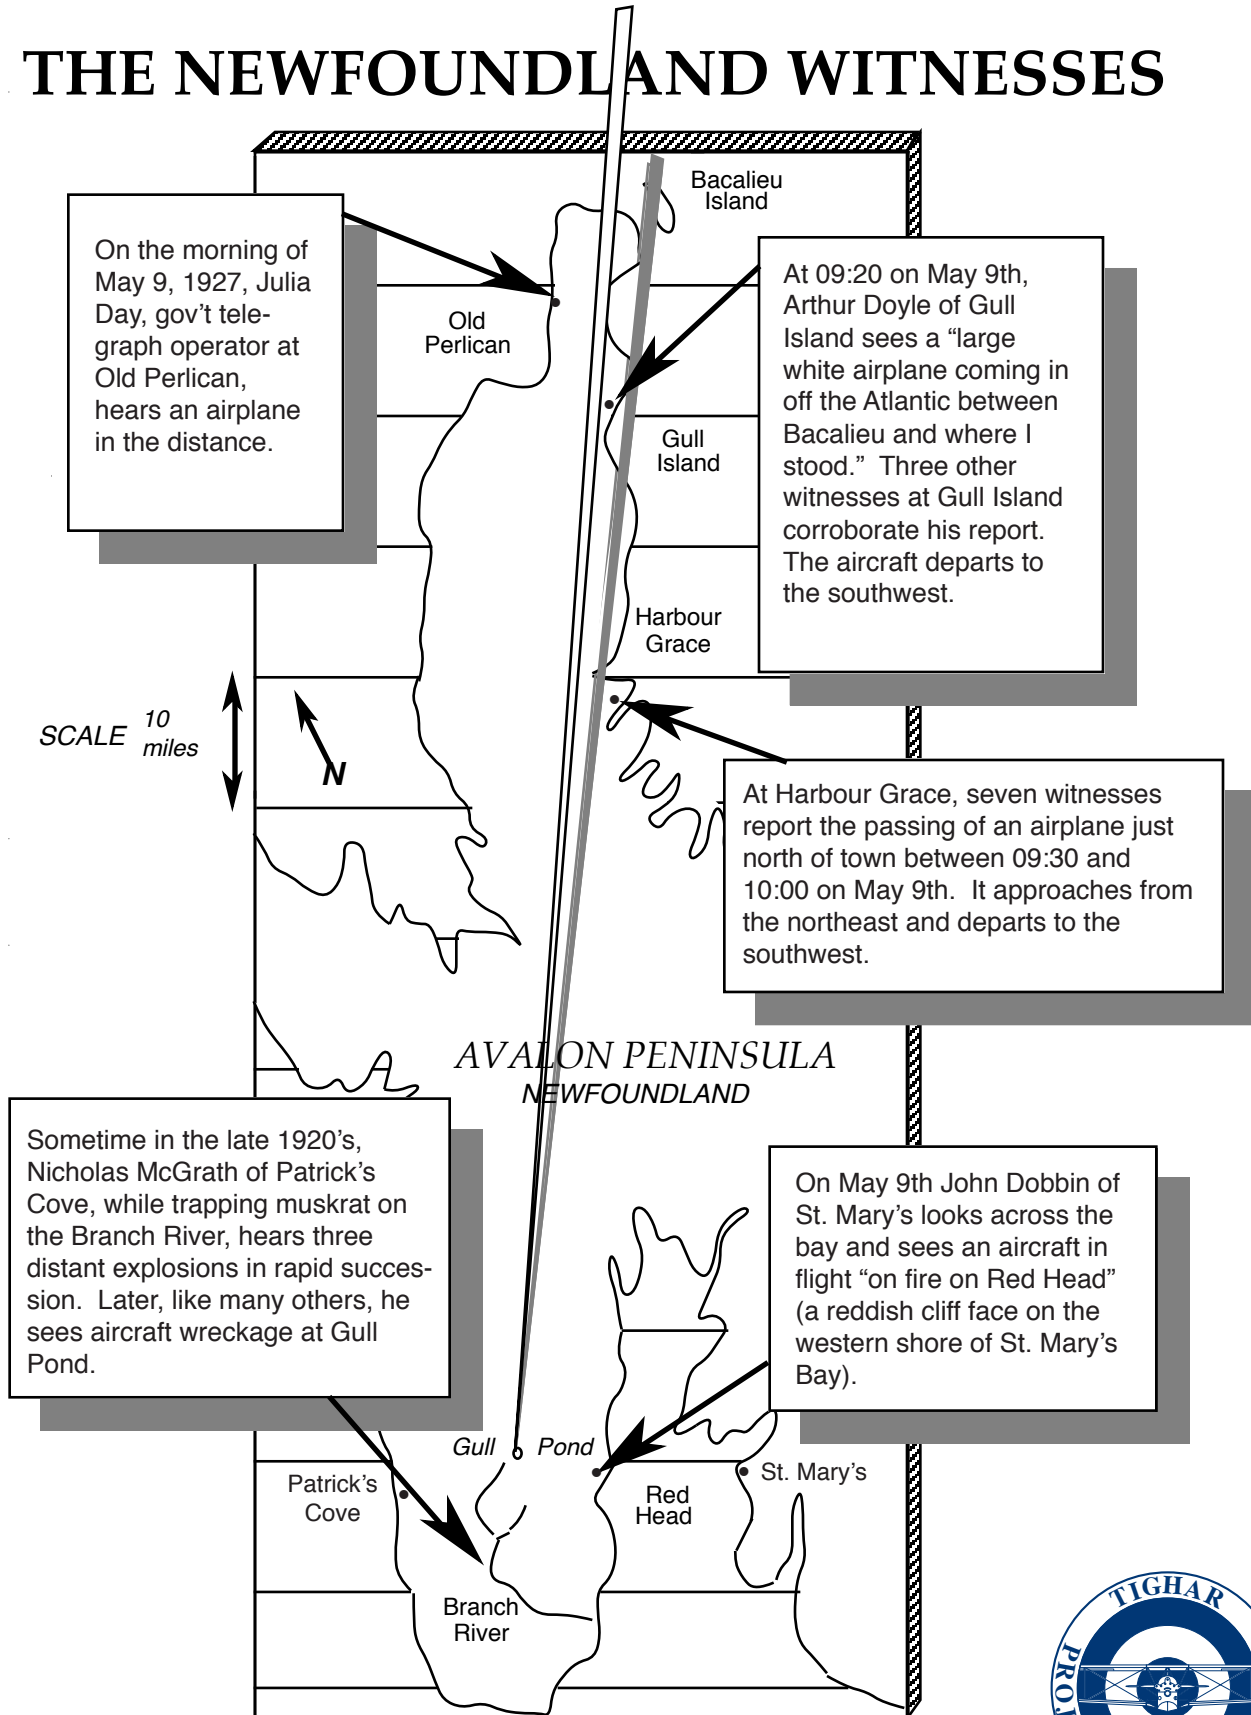 THE NEWFOUNDLAND WITNESSES
Bacalieu
Island
On the morning of
May 9, 1927, Julia
Day, gov't tele-
graph operator at
Old Perlican,
hears an airplane
in the distance.
Old
Perlican
At 09:20 on May 9th,
Arthur Doyle of Gull
Island sees a “large
white airplane coming in
off the Atlantic between
Bacalieu and where I
stood.” Three other
witnesses at Gull Island
corroborate his report.
The aircraft departs to
the southwest.
Gull
Island
Harbour
Grace
SCALE 10
miles
N
At Harbour Grace, seven witnesses
report the passing of an airplane just
north of town between 09:30 and
10:00 on May 9th. It approaches from
the northeast and departs to the
southwest.
AVALON PENINSULA
NEWFOUNDLAND
Sometime in the late 1920's,
Nicholas McGrath of Patrick's
Cove, while trapping muskrat on
the Branch River, hears three
distant explosions in rapid succes-
sion. Later, like many others, he
sees aircraft wreckage at Gull
Pond.
On May 9th John Dobbin of
St. Mary's looks across the
bay and sees an aircraft in
flight “on fire on Red Head”
(a reddish cliff face on the
western shore of St. Mary's
Bay).
Gull Pond
Patrick's
Cove
Red
Head
St. Mary's
Branch
River
TIGHAR
PROJ